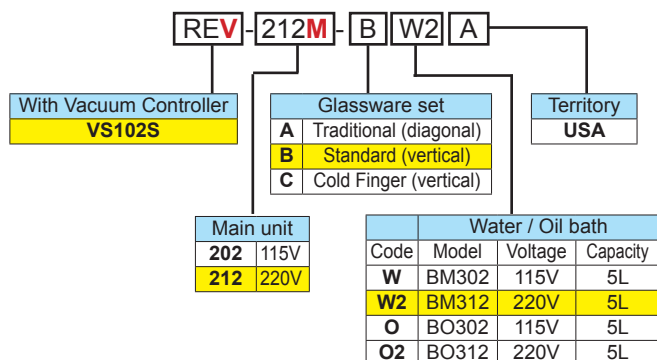 REV-212M-B W2 A
With Vacuum Controller
VS102S
Glassware set
A Traditional (diagonal)
B Standard (vertical)
C Cold Finger (vertical)
Territory
USA
Main unit
202 115V
212 220V
Water / Oil bath
Code Model Voltage Capacity
W BM302 115V 5L
W2 BM312 220V 5L
O BO302 115V 5L
O2 BO312 220V 5L